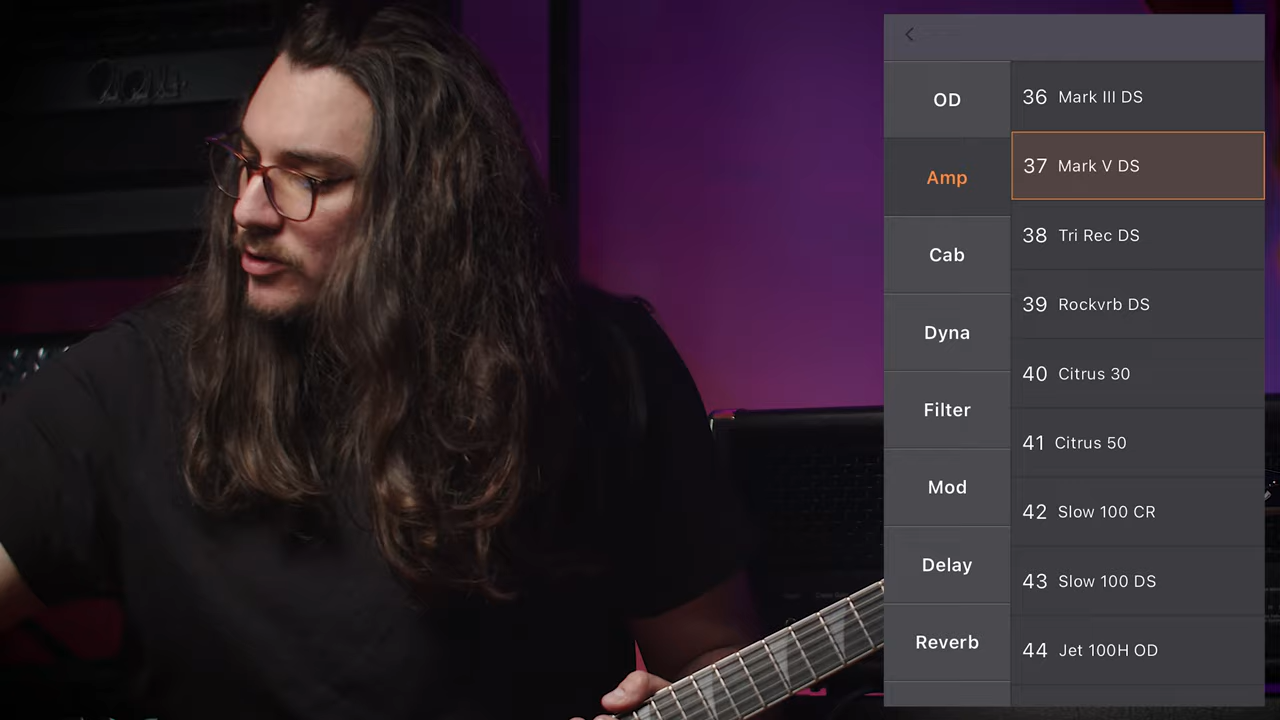 OD
Amp
Cab
Dyna
Filter
Mod
Delay
Reverb
36 Mark III DS
37 Mark V DS
38 Tri Rec DS
39 Rockvrb DS
40 Citrus 30
41 Citrus 50
42 Slow 100 CR
43 Slow 100 DS
44 Jet 100H OD